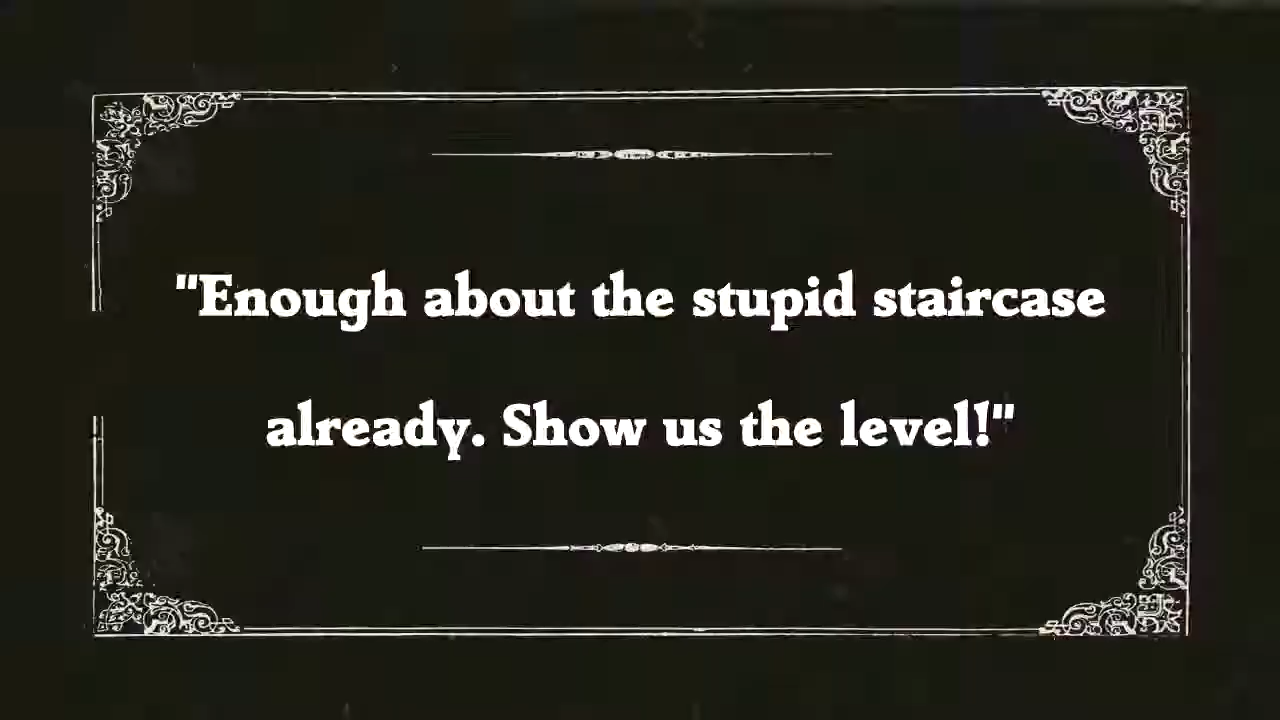 "Enough about the stupid staircase
already. Show us the level!"